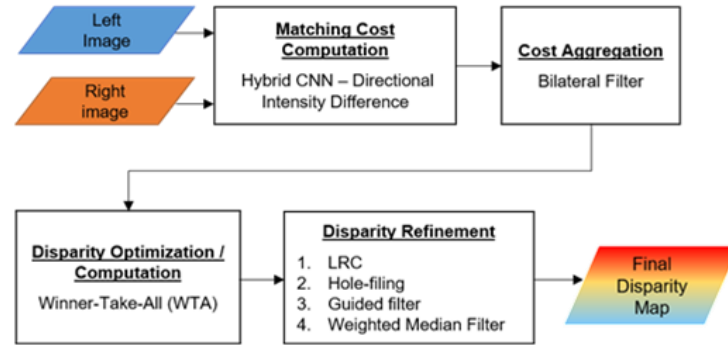 Left
Image
Right
image
Matching Cost
Computation
Hybrid CNN – Directional
Intensity Difference
Cost Aggregation
Bilateral Filter
Disparity Optimization /
Computation
Winner-Take-All (WTA)
Disparity Refinement
1. LRC
2. Hole-filing
3. Guided filter
4. Weighted Median Filter
Final
Disparity
Map